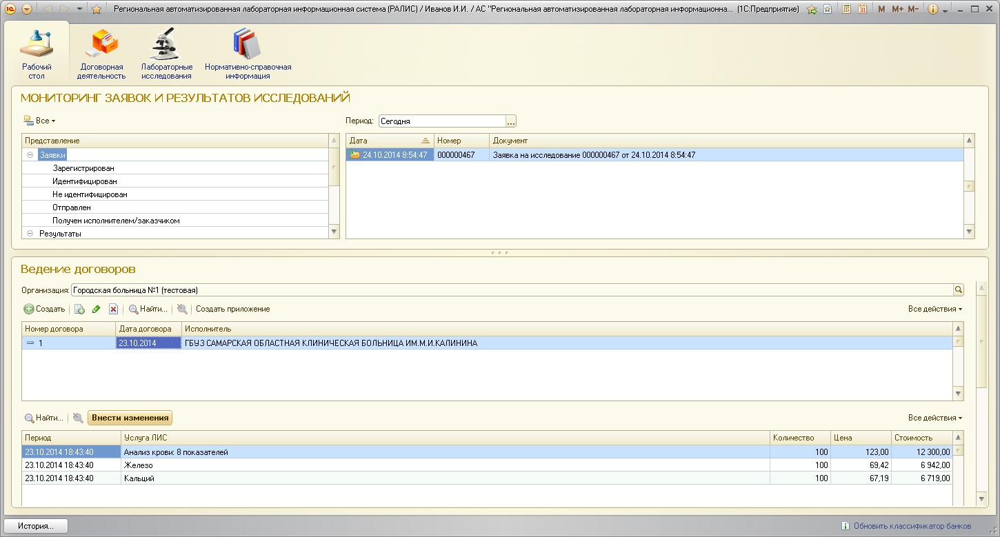 Региональная автоматизированная лабораторная информационная система (РАЛИС) / Иванов И.И. / АС "Региональная автоматизированная лабораторная информационна... (1С:Предприятие) M M+ M-
Рабочий стол
Договорная деятельность
Лабораторные исследования
Нормативно-справочная информация
МОНИТОРИНГ ЗАЯВОК И РЕЗУЛЬТАТОВ ИССЛЕДОВАНИЙ
Все
Период: Сегодня ...
Представление
Заявки
Зарегистрирован
Идентифицирован
Не идентифицирован
Отправлен
Получен исполнителем/заказчиком
Результаты
Дата Номер Документ
24.10.2014 8:54:47 000000467 Заявка на исследование 000000467 от 24.10.2014 8:54:47
Ведение договоров
Организация: Городская больница №1 (тестовая)
Создать Найти... Создать приложение Все действия
Номер договора Дата договора Исполнитель
1 23.10.2014 ГБУЗ САМАРСКАЯ ОБЛАСТНАЯ КЛИНИЧЕСКАЯ БОЛЬНИЦА ИМ.М.И.КАЛИНИНА
Найти... Внести изменения Все действия
Период Услуга ЛИС Количество Цена Стоимость
23.10.2014 18:43:40 Анализ крови: 8 показателей 100 123,00 12 300,00
23.10.2014 18:43:40 Железо 100 69,42 6 942,00
23.10.2014 18:43:40 Кальций 100 67,19 6 719,00
История... Обновить классификатор банков